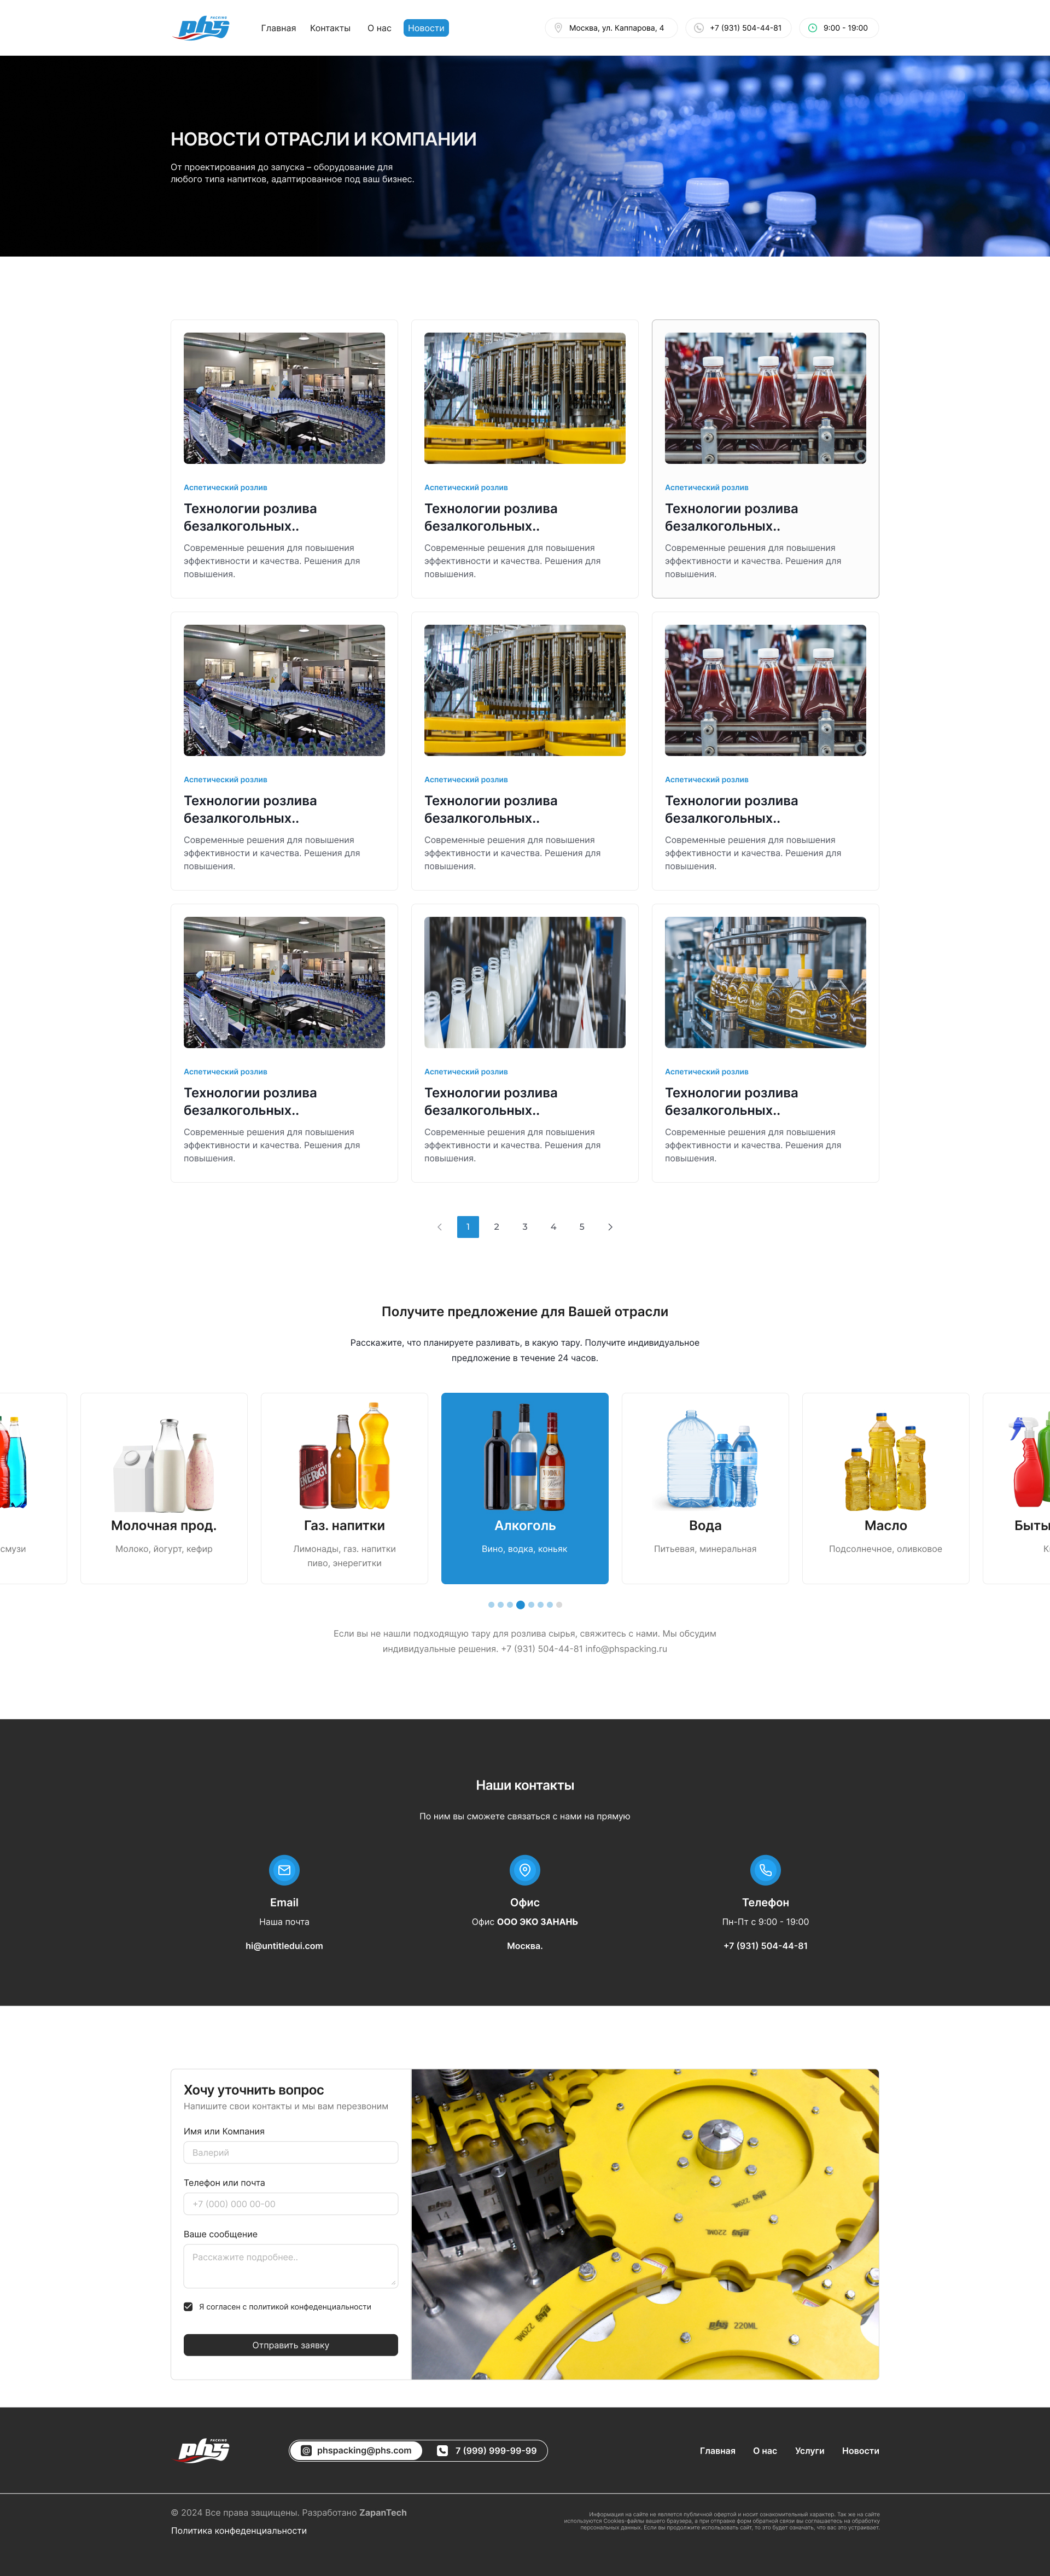 phs PACKING
Главная Контакты О нас Новости
Москва, ул. Каппарова, 4
+7 (931) 504-44-81
9:00 - 19:00
НОВОСТИ ОТРАСЛИ И КОМПАНИИ
От проектирования до запуска – оборудование для
любого типа напитков, адаптированное под ваш бизнес.
Аспетический розлив
Технологии розлива
безалкогольных..
Современные решения для повышения
эффективности и качества. Решения для
повышения.
Аспетический розлив
Технологии розлива
безалкогольных..
Современные решения для повышения
эффективности и качества. Решения для
повышения.
Аспетический розлив
Технологии розлива
безалкогольных..
Современные решения для повышения
эффективности и качества. Решения для
повышения.
Аспетический розлив
Технологии розлива
безалкогольных..
Современные решения для повышения
эффективности и качества. Решения для
повышения.
Аспетический розлив
Технологии розлива
безалкогольных..
Современные решения для повышения
эффективности и качества. Решения для
повышения.
Аспетический розлив
Технологии розлива
безалкогольных..
Современные решения для повышения
эффективности и качества. Решения для
повышения.
Аспетический розлив
Технологии розлива
безалкогольных..
Современные решения для повышения
эффективности и качества. Решения для
повышения.
Аспетический розлив
Технологии розлива
безалкогольных..
Современные решения для повышения
эффективности и качества. Решения для
повышения.
Аспетический розлив
Технологии розлива
безалкогольных..
Современные решения для повышения
эффективности и качества. Решения для
повышения.
1 2 3 4 5
Получите предложение для Вашей отрасли
Расскажите, что планируете разливать, в какую тару. Получите индивидуальное
предложение в течение 24 часов.
смузи
Молочная прод.
Молоко, йогурт, кефир
ENERGY
Газ. напитки
Лимонады, газ. напитки
пиво, энерегитки
Алкоголь
Вино, водка, коньяк
Вода
Питьевая, минеральная
Масло
Подсолнечное, оливковое
Быты
К
Если вы не нашли подходящую тару для розлива сырья, свяжитесь с нами. Мы обсудим
индивидуальные решения. +7 (931) 504-44-81 info@phspacking.ru
Наши контакты
По ним вы сможете связаться с нами на прямую
Email
Наша почта
hi@untitledui.com
Офис
Офис ООО ЭКО ЗАНАНЬ
Москва.
Телефон
Пн-Пт с 9:00 - 19:00
+7 (931) 504-44-81
Хочу уточнить вопрос
Напишите свои контакты и мы вам перезвоним
Имя или Компания
Валерий
Телефон или почта
+7 (000) 000 00-00
Ваше сообщение
Расскажите подробнее..
Я согласен с политикой конфеденциальности
Отправить заявку
phs
14
phs
220ML
220ML
phs
220ML
phs 220ML
phs PACKING
phspacking@phs.com
7 (999) 999-99-99
Главная О нас Услуги Новости
© 2024 Все права защищены. Разработано ZapanTech
Политика конфеденциальности
Информация на сайте не является публичной офертой и носит ознакомительный характер. Так же на сайте
используются Cookies-файлы вашего браузера, а при отправке форм обратной связи вы соглашаетесь на обработку
персональных данных. Если вы продолжите использовать сайт, то это будет означать, что вас это устраивает.